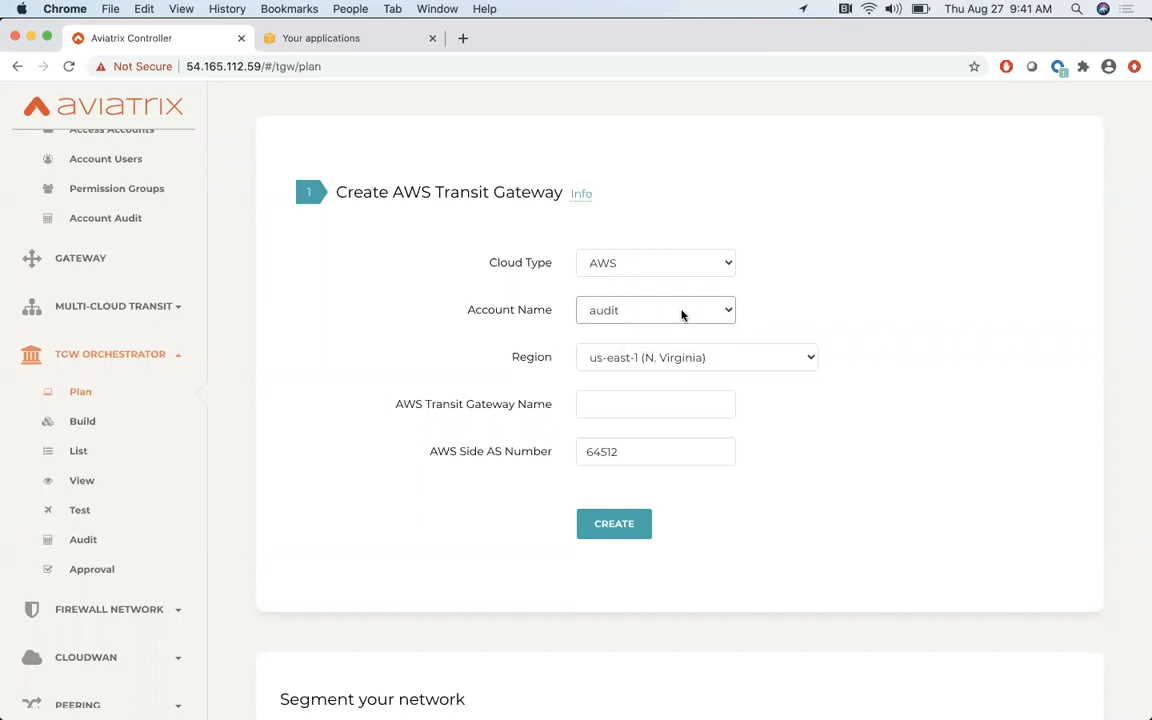 Chrome File Edit View History Bookmarks People Tab Window Help Thu Aug 27 9:41 AM
Aviatrix Controller Your applications
Not Secure 54.165.112.59/#/tgw/plan
aviatrix
Access Accounts
Account Users
Permission Groups
Account Audit
GATEWAY
MULTI-CLOUD TRANSIT
TGW ORCHESTRATOR
Plan
Build
List
View
Test
Audit
Approval
FIREWALL NETWORK
CLOUDWAN
PEERING
1 Create AWS Transit Gateway Info
Cloud Type AWS
Account Name audit
Region us-east-1 (N. Virginia)
AWS Transit Gateway Name
AWS Side AS Number 64512
CREATE
Segment your network